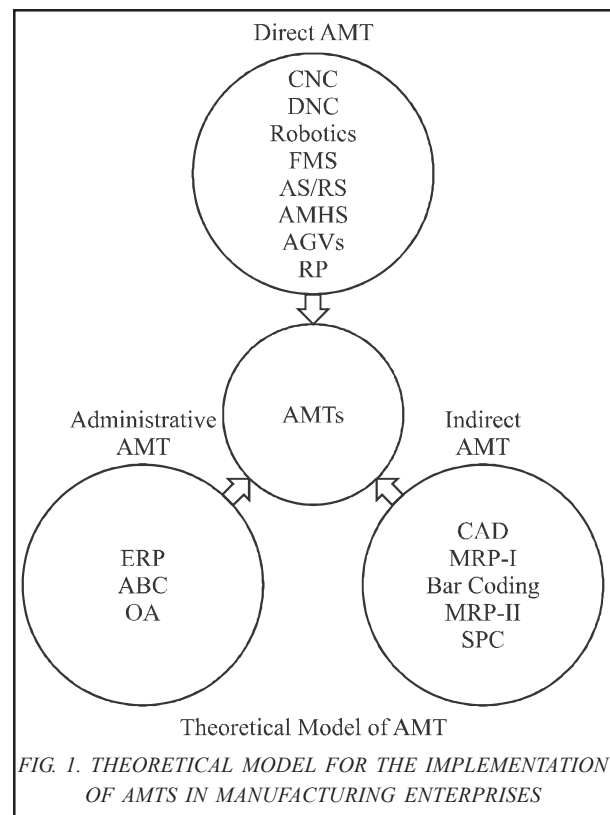 Direct AMT
CNC
DNC
Robotics
FMS
AS/RS
AMHS
AGVs
RP
AMTs
Administrative
AMT
ERP
ABC
OA
Indirect
AMT
CAD
MRP-I
Bar Coding
MRP-II
SPC
Theoretical Model of AMT
FIG. 1. THEORETICAL MODEL FOR THE IMPLEMENTATION
OF AMTS IN MANUFACTURING ENTERPRISES